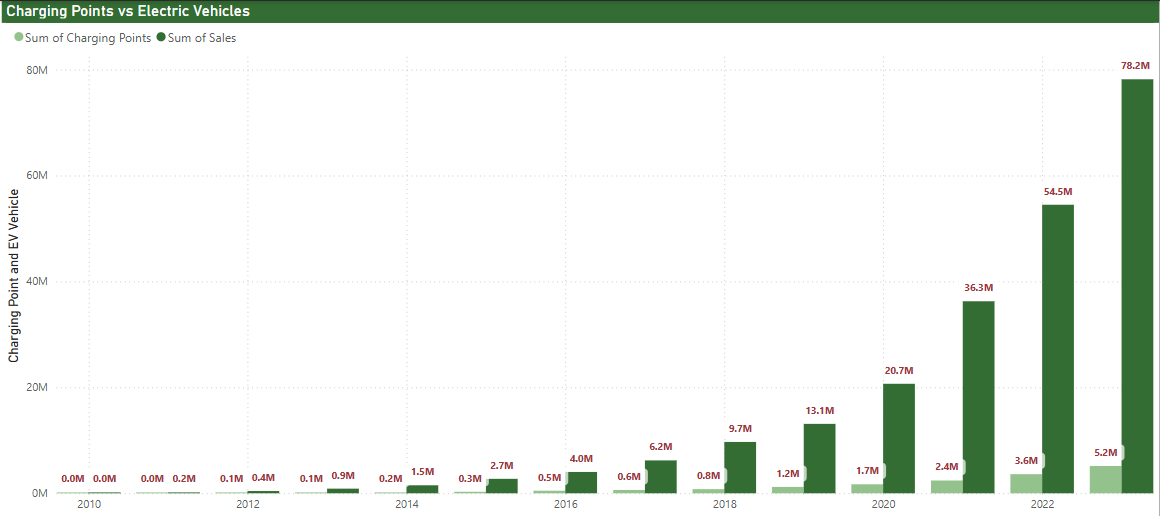 Charging Points vs Electric Vehicles
Sum of Charging Points Sum of Sales
Charging Point and EV Vehicle
80M
60M
40M
20M
0M
0.0M 0.0M
0.0M 0.2M
0.1M 0.4M
0.1M 0.9M
0.2M 1.5M
0.3M 2.7M
0.5M 4.0M
0.6M 6.2M
0.8M 9.7M
1.2M 13.1M
1.7M 20.7M
2.4M 36.3M
3.6M 54.5M
5.2M 78.2M
2010 2012 2014 2016 2018 2020 2022